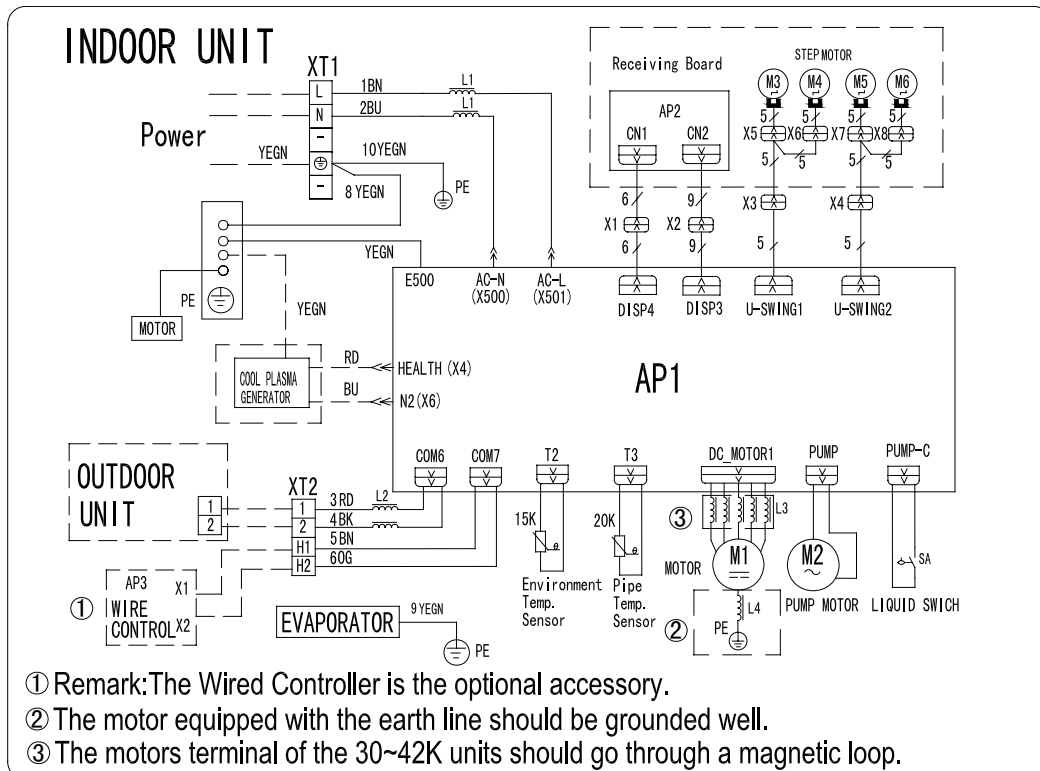 INDOOR UNIT
XT1
L
N
-
-
Power
1BN
L1
2BU
L1
YEGN
10YEGN
PE
8 YEGN
YEGN
PE
MOTOR
YEGN
COOL PLASMA
GENERATOR
RD
BU
Receiving Board
STEP MOTOR
AP2
CN1
CN2
M3
M4
M5
M6
5
5
5
5
X5
X6
X7
X8
5
5
5
5
6
9
X1
X2
X3
X4
6
9
5
5
E500
AC-N
(X500)
AC-L
(X501)
DISP4
DISP3
U-SWING1
U-SWING2
HEALTH (X4)
N2(X6)
AP1
COM6
COM7
T2
T3
DC_MOTOR1
PUMP
PUMP-C
OUTDOOR
UNIT
1
2
XT2
1
2
H1
H2
3RD
4BK
5BN
6OG
L2
15K
θ
Environment
Temp.
Sensor
20K
θ
Pipe
Temp.
Sensor
③
L3
MOTOR
M1
L4
PE
②
M2
~
PUMP MOTOR
SA
LIQUID SWICH
①
AP3
X1
WIRE
CONTROL
X2
EVAPORATOR
9 YEGN
PE
① Remark:The Wired Controller is the optional accessory.
② The motor equipped with the earth line should be grounded well.
③ The motors terminal of the 30~42K units should go through a magnetic loop.